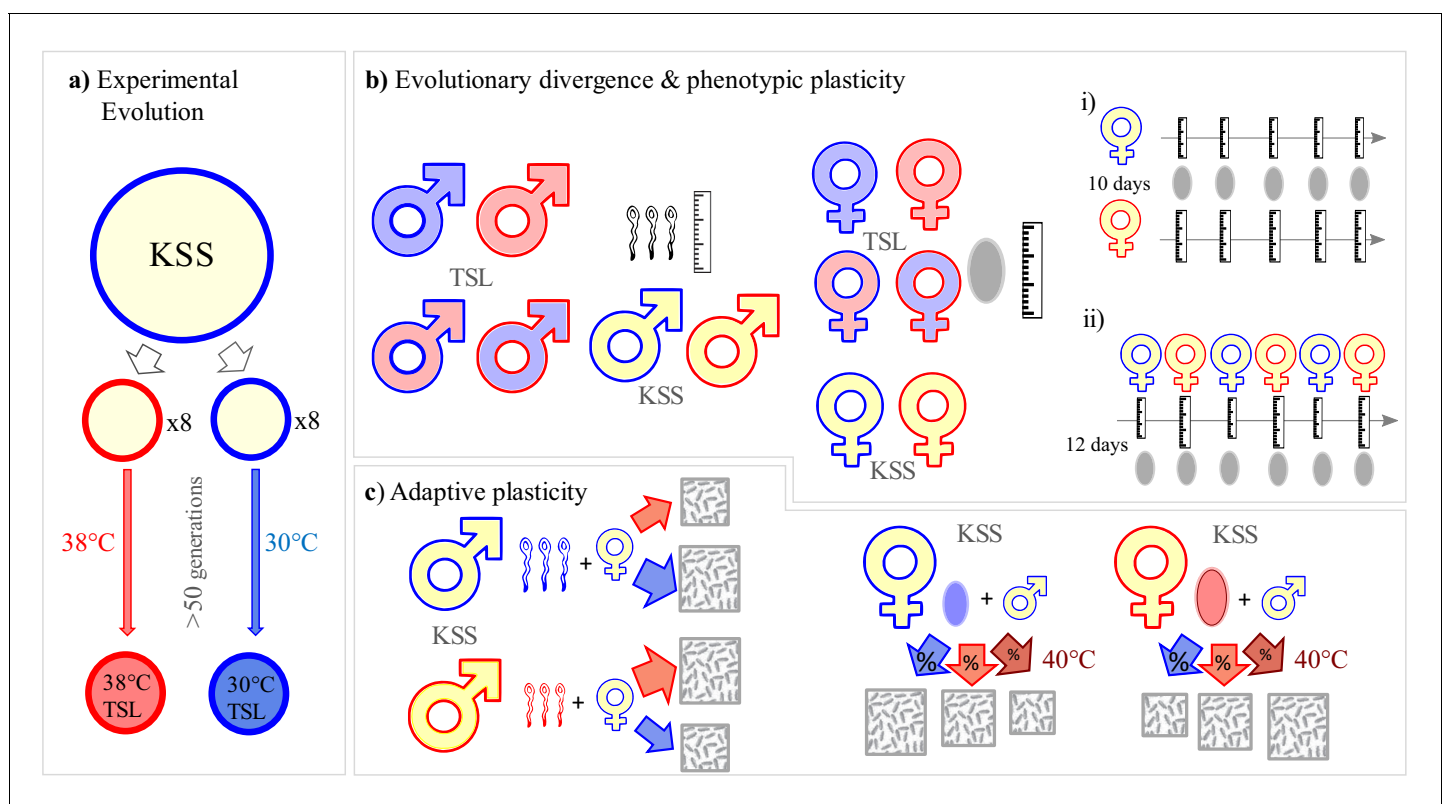 a) Experimental
Evolution
KSS
x8
x8
38°C
>50 generations
30°C
38°C
TSL
30°C
TSL
b) Evolutionary divergence & phenotypic plasticity
TSL
KSS
TSL
KSS
i)
10 days
ii)
12 days
c) Adaptive plasticity
+
KSS
+
KSS
+
% % % 40°C
KSS
+
% % % 40°C